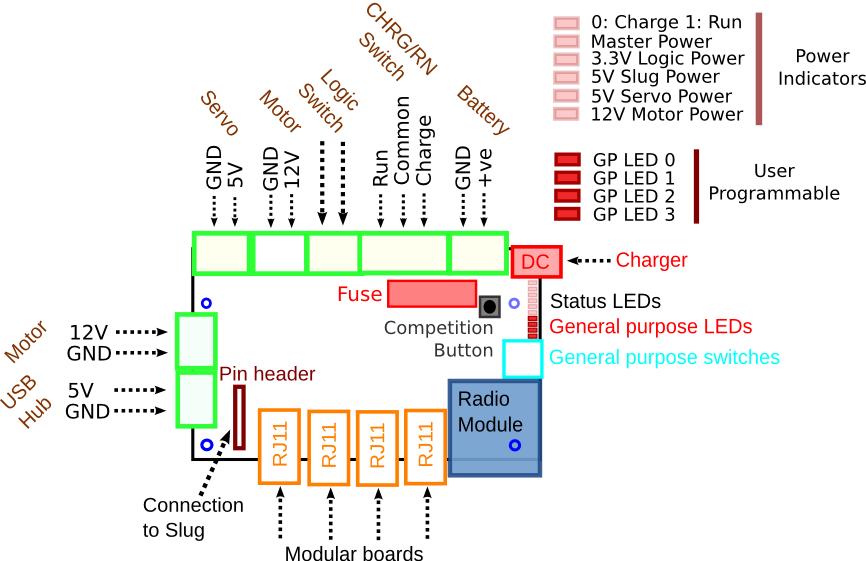 CHRG/RN
Switch
Logic
Switch
Servo
Motor
Battery
GND
5V
GND
12V
Run
Common
Charge
GND
+ve
0: Charge 1: Run
Master Power
3.3V Logic Power
5V Slug Power
5V Servo Power
12V Motor Power
Power
Indicators
GP LED 0
GP LED 1
GP LED 2
GP LED 3
User
Programmable
DC
Charger
Fuse
Competition
Button
Status LEDs
General purpose LEDs
General purpose switches
Motor
12V
GND
USB
Hub
5V
GND
Pin header
Radio
Module
RJ11
RJ11
RJ11
RJ11
Connection
to Slug
Modular boards